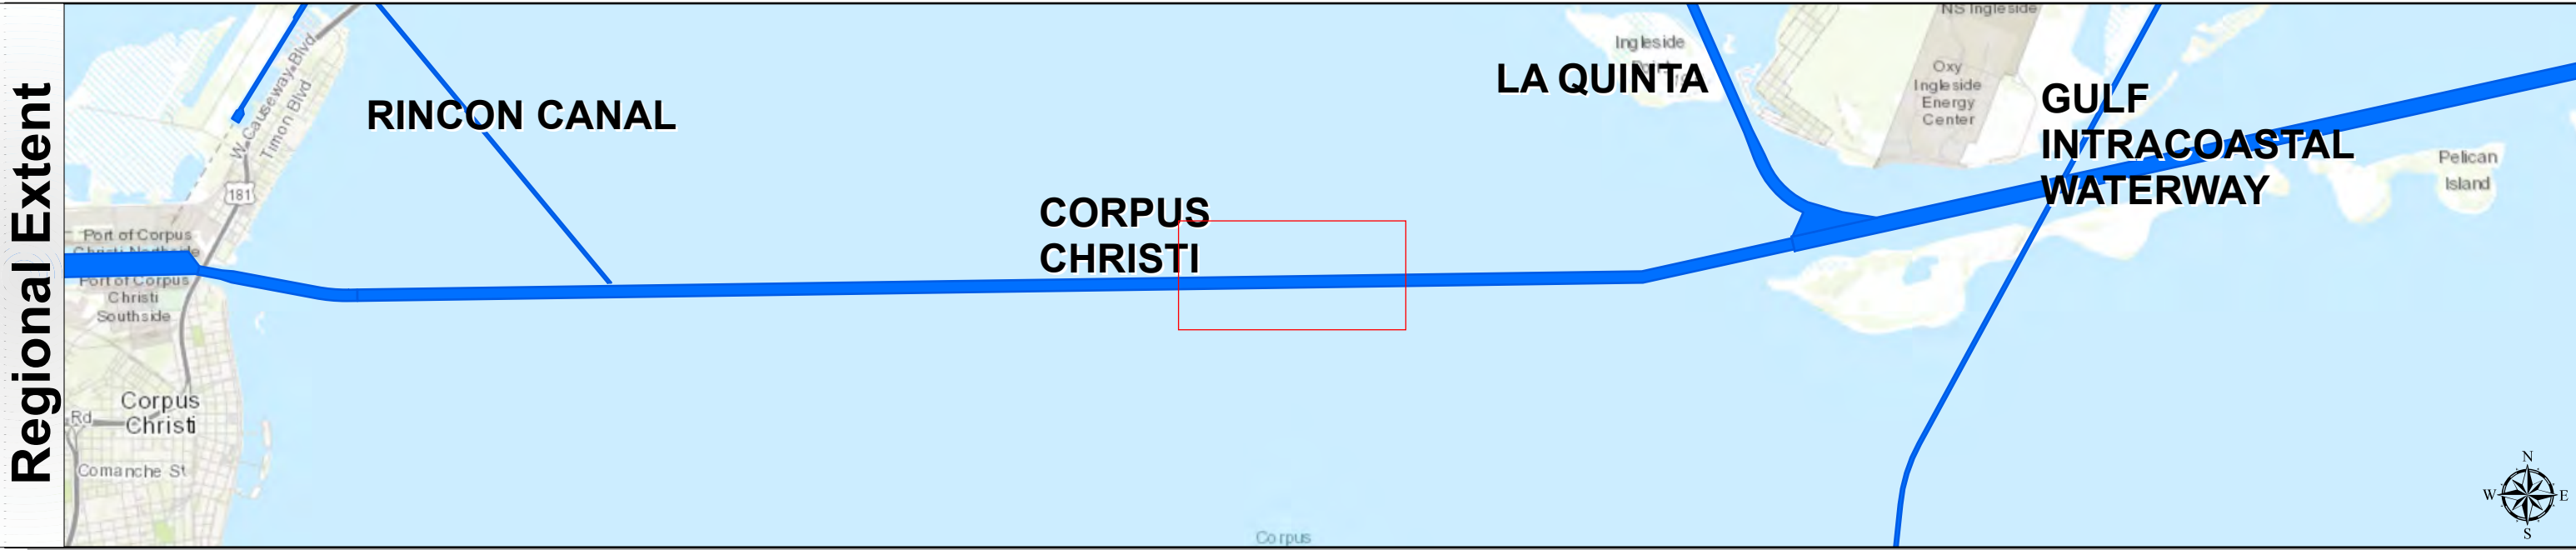 Regional Extent
NS Ingleside
Ingleside
LA QUINTA
Oxy
Ingleside
Energy
Center
GULF
INTRACOASTAL
WATERWAY
Pelican
Island
W Causeway Blvd
Timon Blvd
RINCON CANAL
181
CORPUS
CHRISTI
Port of Corpus
Christi Northside
Port of Corpus
Christi
Southside
Corpus
Christi
Rd
Comanche St
Corpus
N
W
E
S